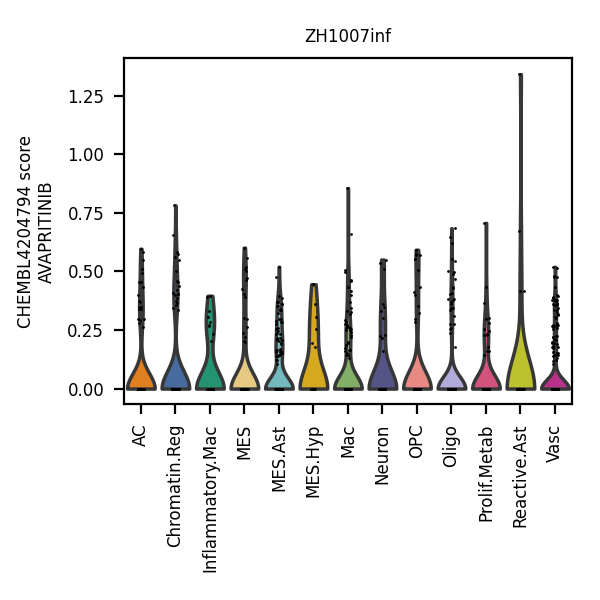 ZH1007inf
CHEMBL4204794 score
AVAPRITINIB
1.25
1.00
0.75
0.50
0.25
0.00
AC
Chromatin.Reg
Inflammatory.Mac
MES
MES.Ast
MES.Hyp
Mac
Neuron
OPC
Oligo
Prolif.Metab
Reactive.Ast
Vasc